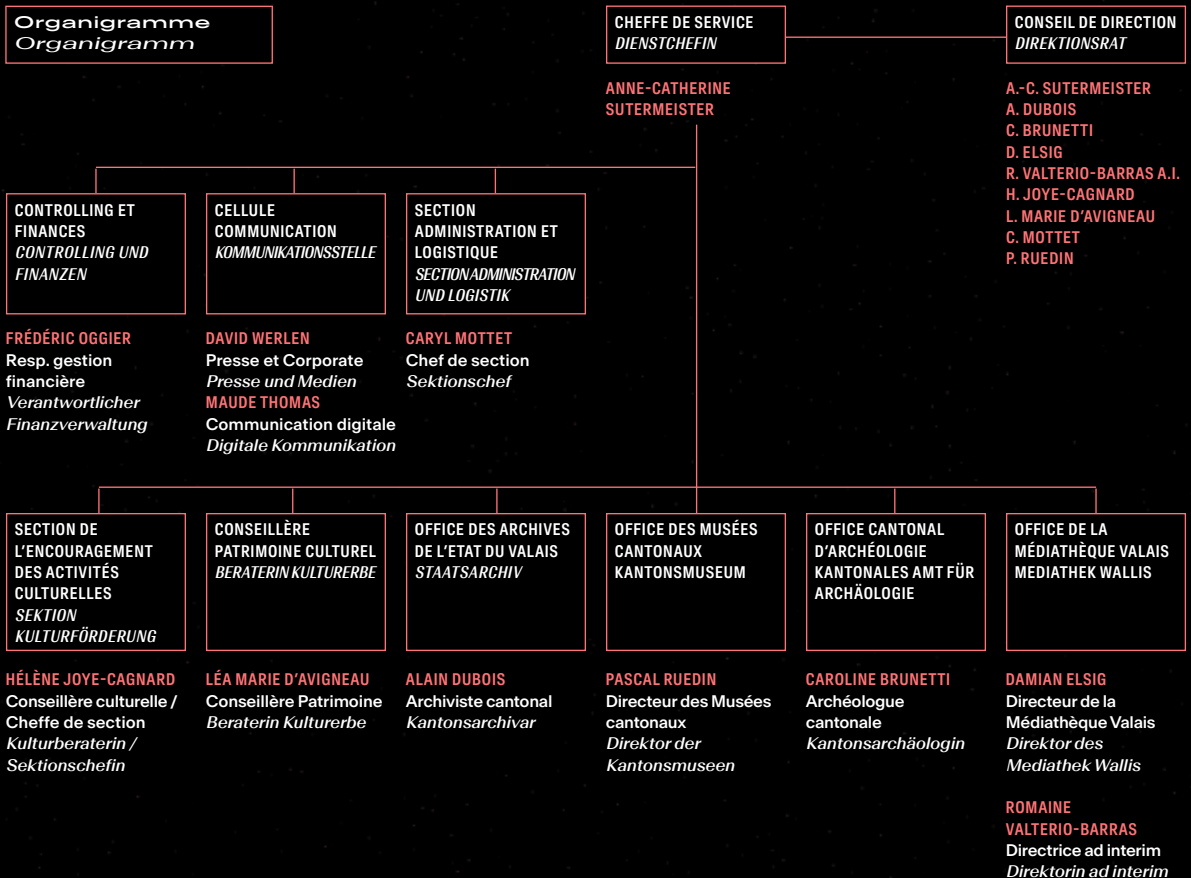 Organigramme
Organigramm
CHEFFE DE SERVICE
DIENSTCHEFIN
ANNE-CATHERINE
SUTERMEISTER
CONSEIL DE DIRECTION
DIREKTIONSRAT
A.-C. SUTERMEISTER
A. DUBOIS
C. BRUNETTI
D. ELSIG
R. VALTERIO-BARRAS A.I.
H. JOYE-CAGNARD
L. MARIE D'AVIGNEAU
C. MOTTET
P. RUEDIN
CONTROLLING ET
FINANCES
CONTROLLING UND
FINANZEN
FRÉDÉRIC OGGIER
Resp. gestion
financière
Verantwortlicher
Finanzverwaltung
CELLULE
COMMUNICATION
KOMMUNIKATIONSSTELLE
DAVID WERLEN
Presse et Corporate
Presse und Medien
MAUDE THOMAS
Communication digitale
Digitale Kommunikation
SECTION
ADMINISTRATION ET
LOGISTIQUE
SECTION ADMINISTRATION
UND LOGISTIK
CARYL MOTTET
Chef de section
Sektionschef
SECTION DE
L'ENCOURAGEMENT
DES ACTIVITÉS
CULTURELLES
SEKTION
KULTURFÖRDERUNG
HÉLÈNE JOYE-CAGNARD
Conseillère culturelle /
Cheffe de section
Kulturberaterin /
Sektionschefin
CONSEILLÈRE
PATRIMOINE CULTUREL
BERATERIN KULTURERBE
LÉA MARIE D'AVIGNEAU
Conseillère Patrimoine
Beraterin Kulturerbe
OFFICE DES ARCHIVES
DE L'ETAT DU VALAIS
STAATSARCHIV
ALAIN DUBOIS
Archiviste cantonal
Kantonsarchivar
OFFICE DES MUSÉES
CANTONAUX
KANTONSMUSEUM
PASCAL RUEDIN
Directeur des Musées
cantonaux
Direktor der
Kantonsmuseen
OFFICE CANTONAL
D'ARCHÉOLOGIE
KANTONALES AMT FÜR
ARCHÄOLOGIE
CAROLINE BRUNETTI
Archéologue
cantonale
Kantonsarchäologin
OFFICE DE LA
MÉDIATHÈQUE VALAIS
MEDIATHEK WALLIS
DAMIAN ELSIG
Directeur de la
Médiathèque Valais
Direktor des
Mediathek Wallis
ROMAINE
VALTERIO-BARRAS
Directrice ad interim
Direktorin ad interim